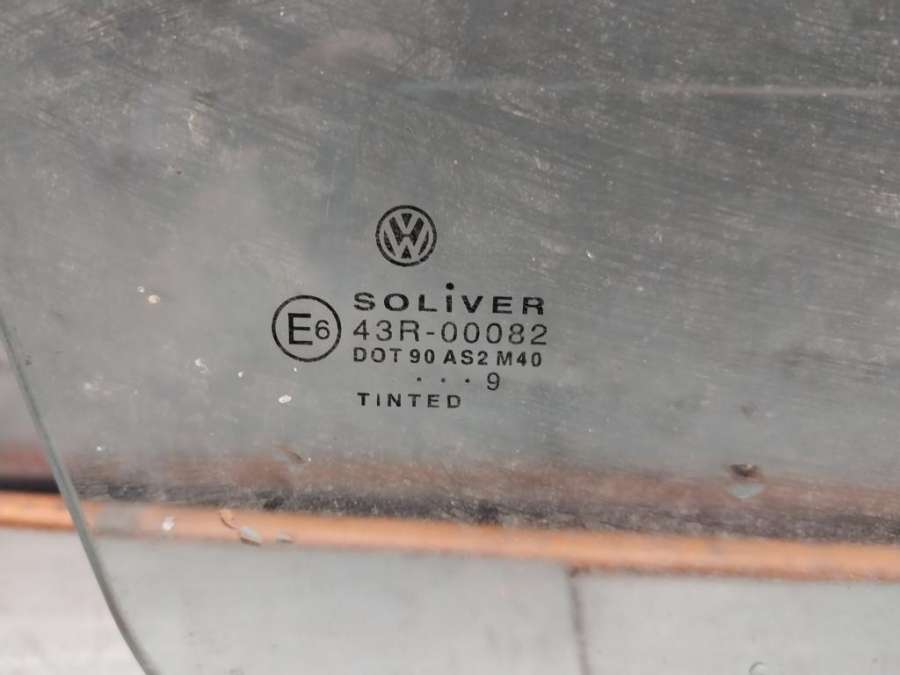 SOLiVER
E6 43R-00082
DOT 90 AS2 M40
. . . 9
TiNTED